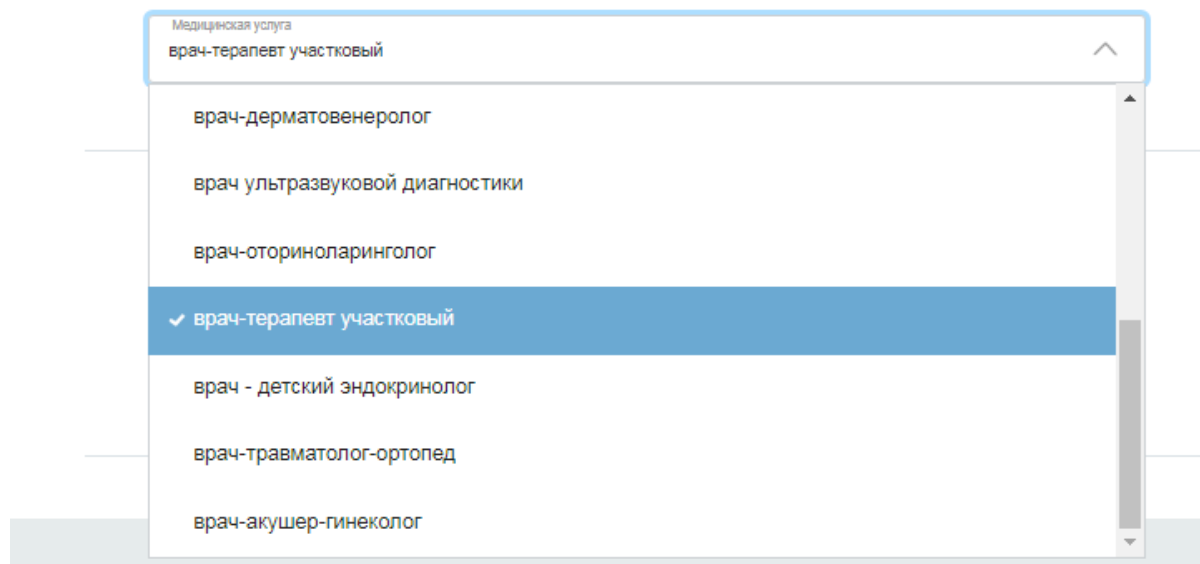 Медицинская услуга
врач-терапевт участковый
врач-дерматовенеролог
врач ультразвуковой диагностики
врач-оториноларинголог
врач-терапевт участковый
врач - детский эндокринолог
врач-травматолог-ортопед
врач-акушер-гинеколог